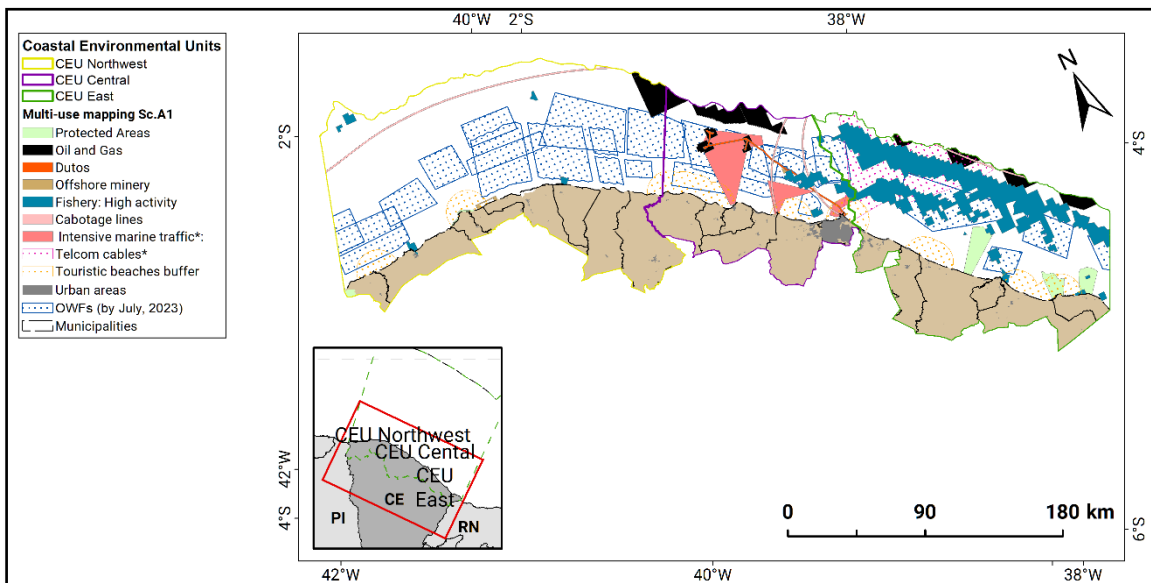 40°W 2°S 38°W
Coastal Environmental Units
CEU Northwest
CEU Central
CEU East
Multi-use mapping Sc.A1
Protected Areas
Oil and Gas
Dutos
Offshore minery
Fishery: High activity
Cabotage lines
Intensive marine traffic*:
Telcom cables*
Touristic beaches buffer
Urban areas
OWFs (by July, 2023)
Municipalities
N
2°S
4°S
CEU Northwest
CEU Cental
CEU
East
CE
PI
RN
42°W
4°S
0 90 180 km
6°S
42°W 40°W 38°W